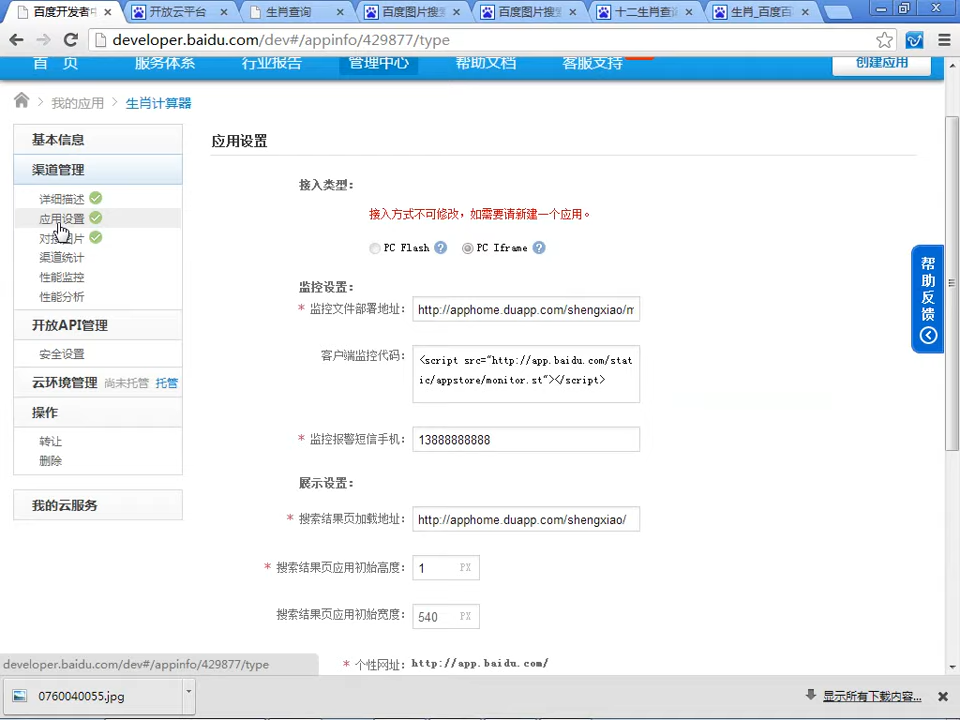 百度开发者中
开放云平台
生肖查询
百度图片搜
百度图片搜
十二生肖查
生肖_百度百
developer.baidu.com/dev#/appinfo/429877/type
首 页
服务体系
行业报告
管理中心
帮助文档
客服支持
创建应用
我的应用
生肖计算器
基本信息
渠道管理
详细描述
应用设置
对接图片
渠道统计
性能监控
性能分析
开放API管理
安全设置
云环境管理 尚未托管 托管
操作
转让
删除
我的云服务
应用设置
接入类型：
接入方式不可修改，如需要请新建一个应用。
PC Flash ? PC Iframe ?
监控设置：
* 监控文件部署地址： http://apphome.duapp.com/shengxiao/m
客户端监控代码： <script src="http://app.baidu.com/stat
ic/appstore/monitor.st"></script>
* 监控报警短信手机： 13888888888
展示设置：
* 搜索结果页加载地址： http://apphome.duapp.com/shengxiao/
* 搜索结果页应用初始高度： 1 PX
搜索结果页应用初始宽度： 540 PX
* 个性网址： http://app.baidu.com/
帮助反馈
developer.baidu.com/dev#/appinfo/429877/type
0760040055.jpg
显示所有下载内容...